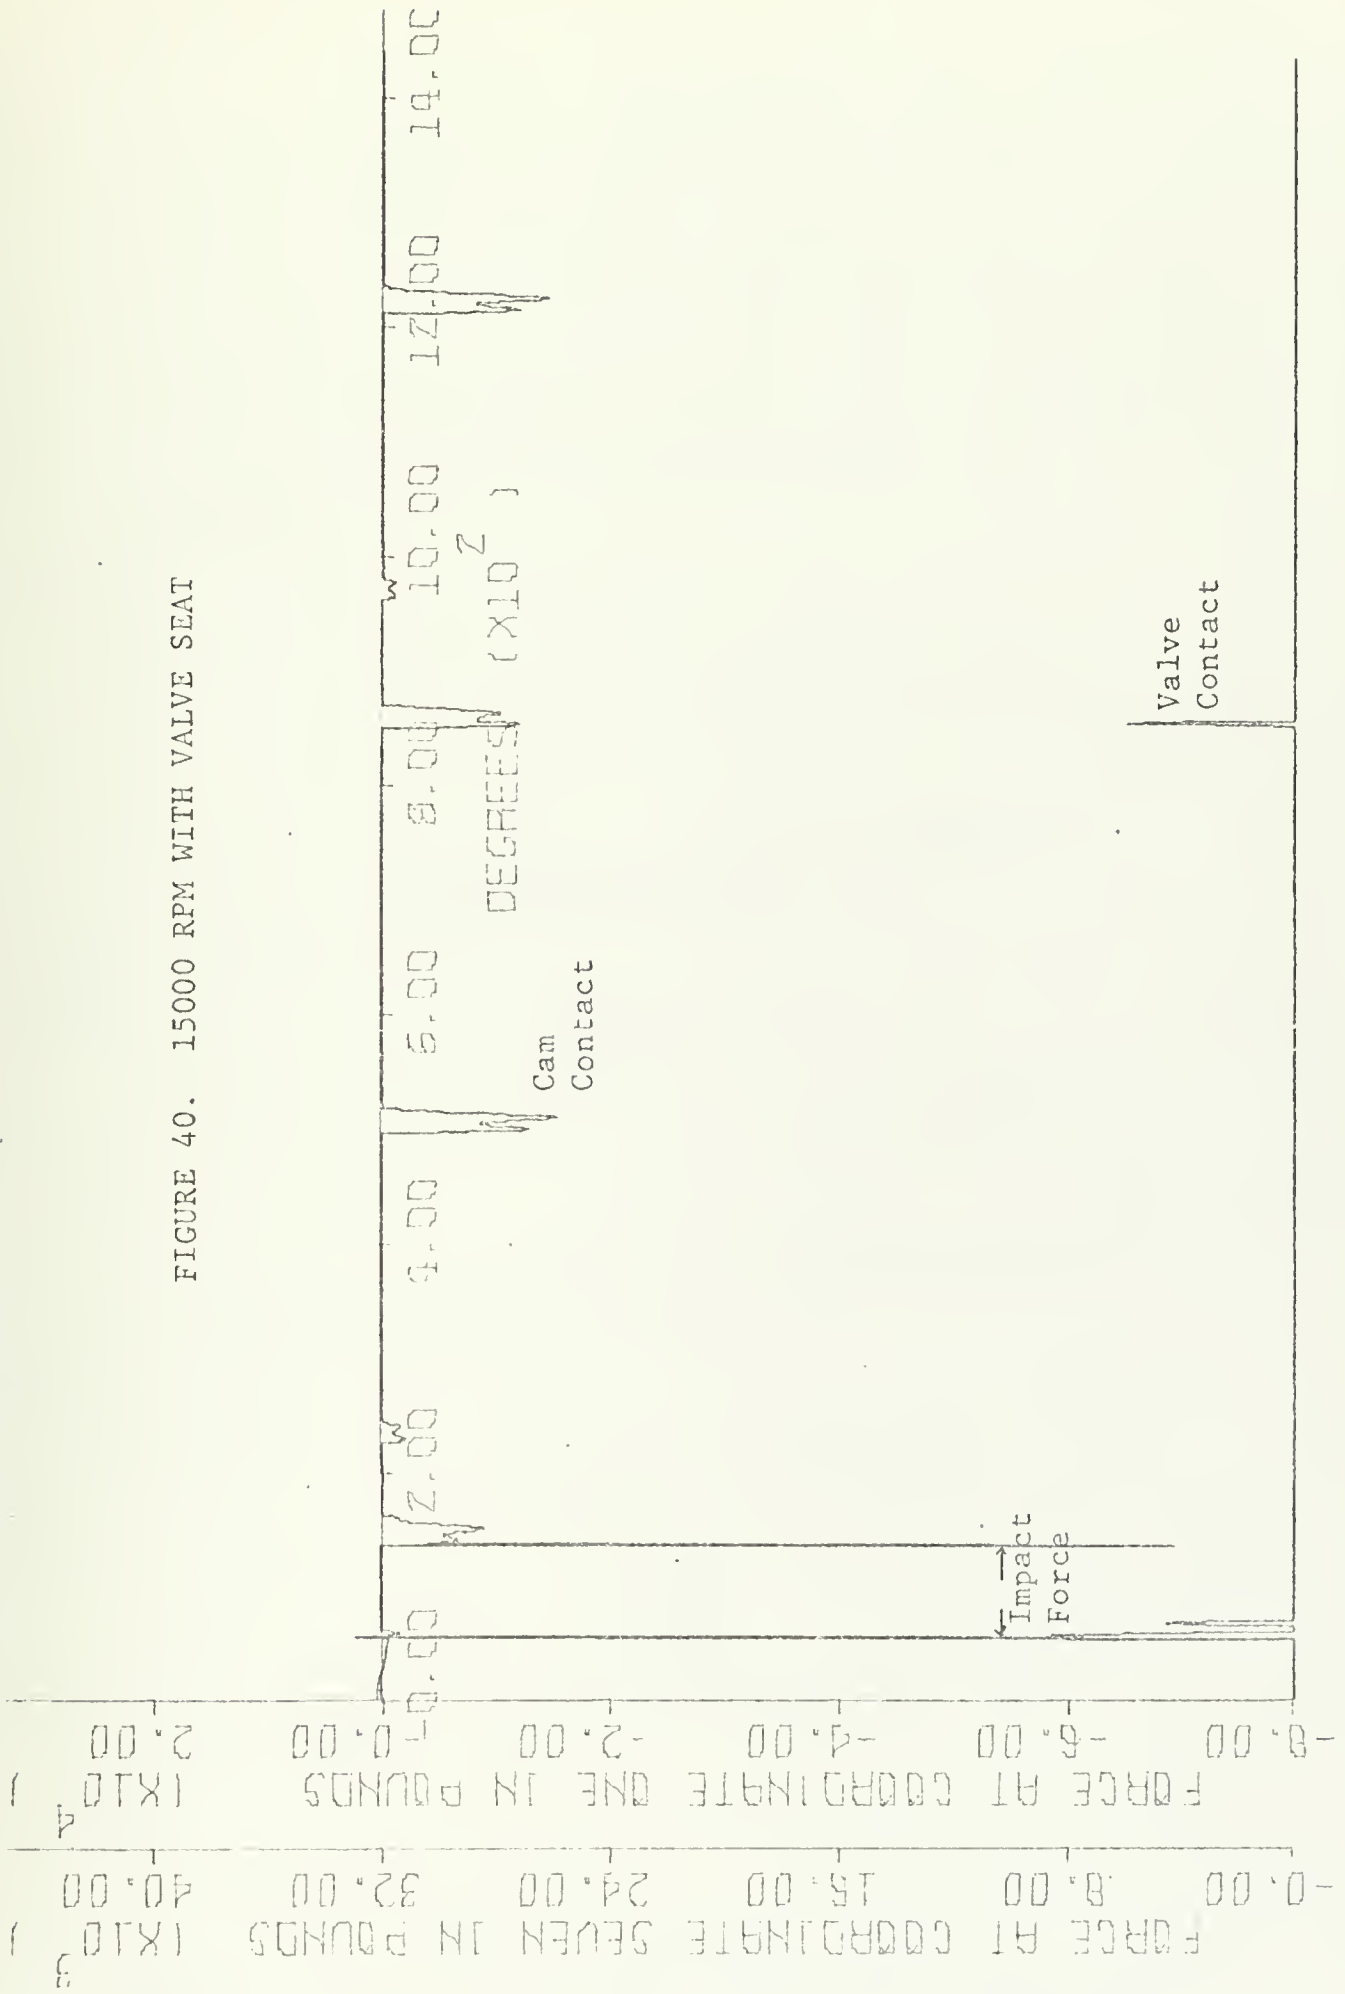 FIGURE 40. 15000 RPM WITH VALVE SEAT
FORCE AT COORDINATE SEVEN IN POUNDS (X10
-0.00 8.00 24.00 32.00 40.00
FORCE AT COORDINATE ONE IN POUNDS (X10 4 )
-8.00 -6.00 -4.00 -2.00 0.00 2.00
0.00 2.00 4.00 6.00 8.00 10.00 12.00 14.00
DEGREES (X10 2 )
Cam
Contact
Impact
Force
Valve
Contact